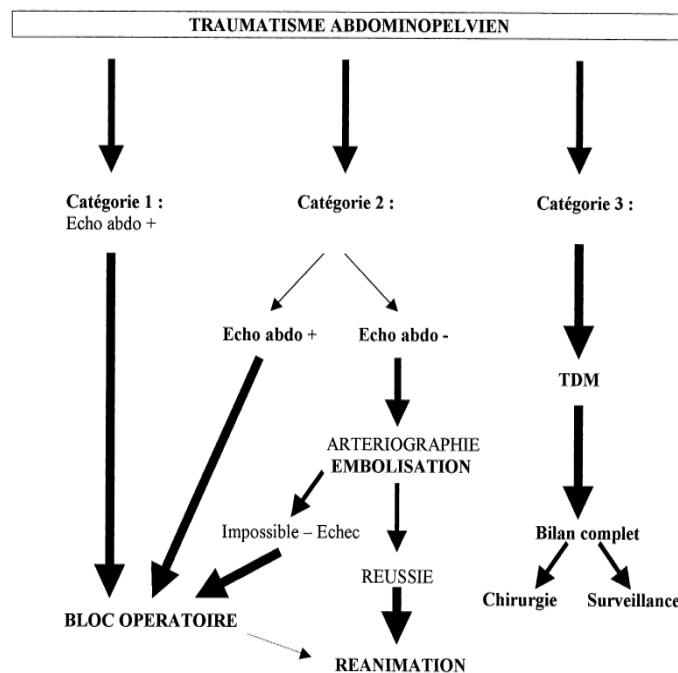 TRAUMATISME ABDOMINOPELVIEN
Catégorie 1 :
Echo abdo +
Catégorie 2 :
Catégorie 3 :
Echo abdo +
Echo abdo -
TDM
ARTERIOGRAPHIE
EMBOLISATION
Impossible – Echec
Bilan complet
REUSSIE
Chirurgie
Surveillance
BLOC OPERATOIRE
REANIMATION